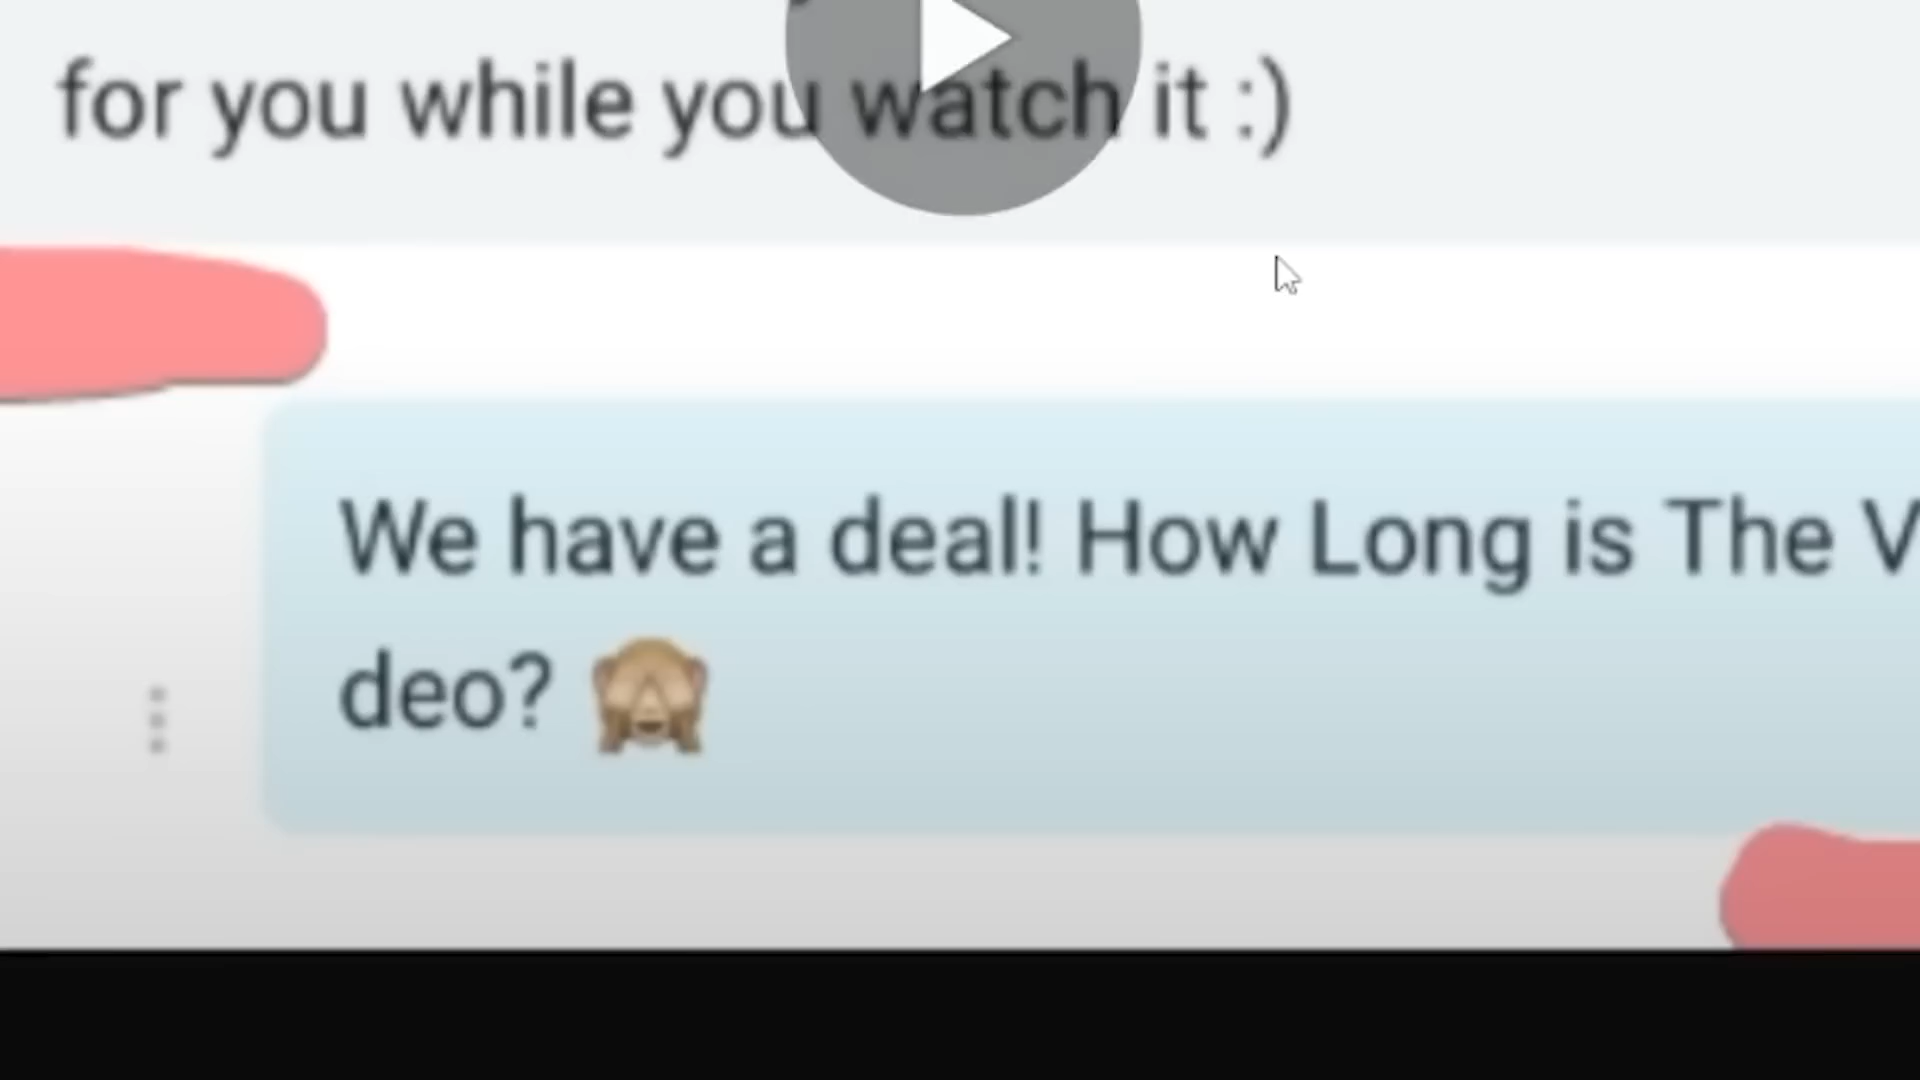 for you while you watch it :)
We have a deal! How Long is The V
deo? 🙈